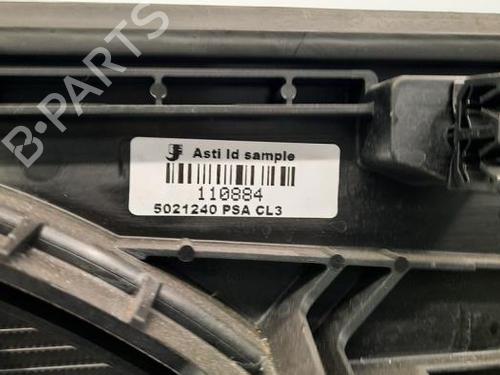 B-PARTS
Asti Id sample
110884
5021240 PSA CL3